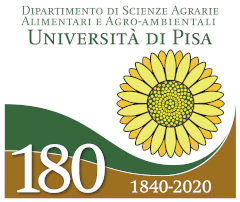 Dipartimento di Scienze Agrarie
Alimentari e Agro-ambientali
Università di Pisa
180
1840-2020